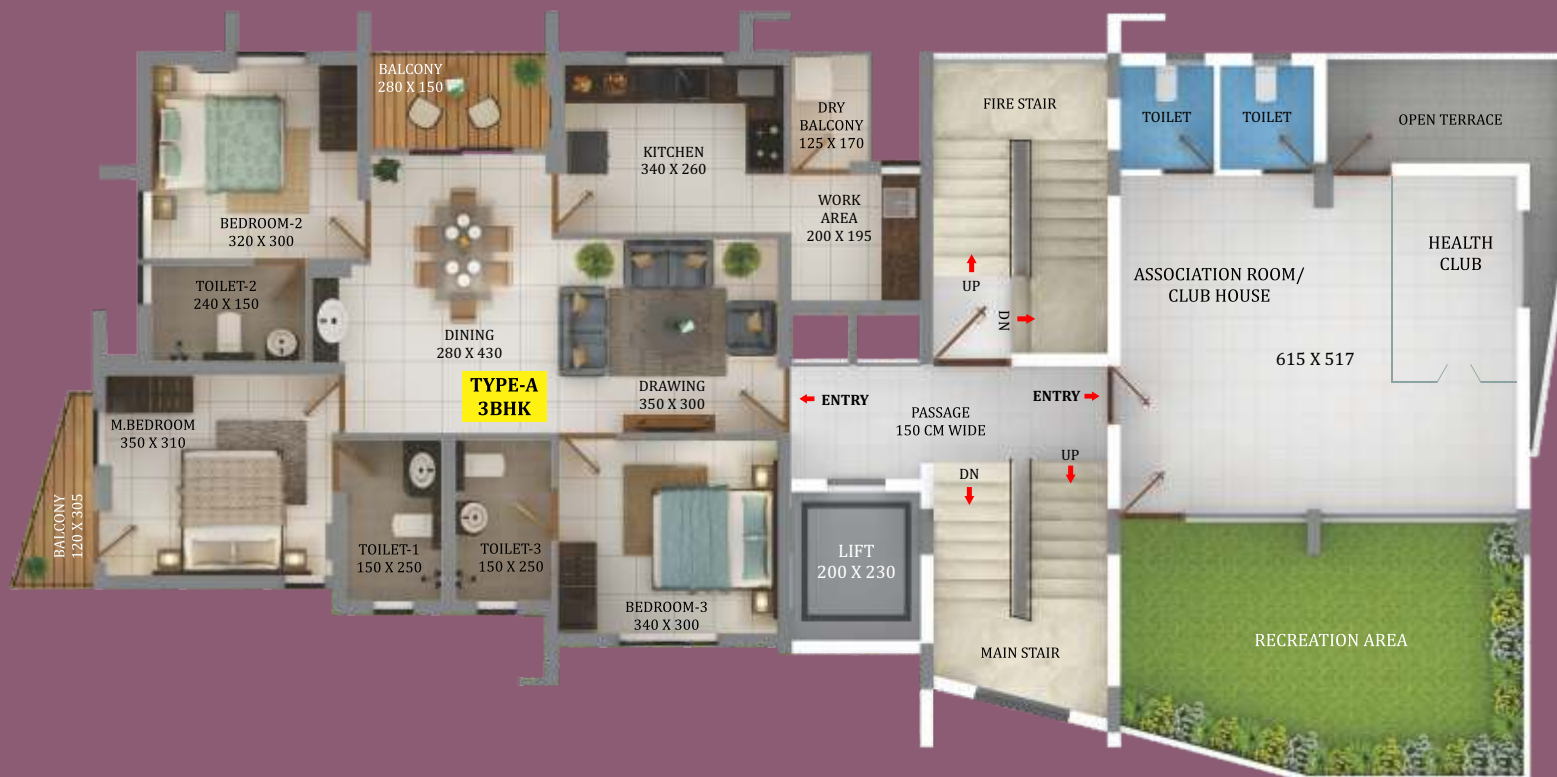 BALCONY
280 X 150
DRY
BALCONY
125 X 170
FIRE STAIR
TOILET
TOILET
OPEN TERRACE
KITCHEN
340 X 260
BEDROOM-2
320 X 300
WORK
AREA
200 X 195
HEALTH
CLUB
TOILET-2
240 X 150
UP
DN
ASSOCIATION ROOM/
CLUB HOUSE
615 X 517
DINING
280 X 430
TYPE-A
3BHK
DRAWING
350 X 300
ENTRY
ENTRY
PASSAGE
150 CM WIDE
M.BEDROOM
350 X 310
BALCONY
120 X 305
DN
UP
TOILET-1
150 X 250
TOILET-3
150 X 250
LIFT
200 X 230
BEDROOM-3
340 X 300
MAIN STAIR
RECREATION AREA